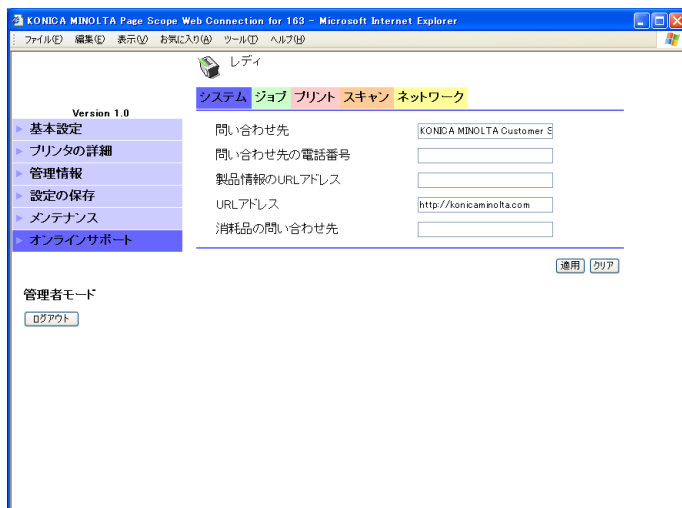 KONICA MINOLTA Page Scope Web Connection for 163 - Microsoft Internet Explorer
ファイル(F) 編集(E) 表示(V) お気に入り(A) ツール(T) ヘルプ(H)
レディ
システム ジョブ プリント スキャン ネットワーク
Version 1.0
基本設定
プリンタの詳細
管理情報
設定の保存
メンテナンス
オンラインサポート
問い合わせ先 KONICA MINOLTA Customer S
問い合わせ先の電話番号
製品情報のURLアドレス
URLアドレス http://konicaminolta.com
消耗品の問い合わせ先
適用 クリア
管理者モード
ログアウト